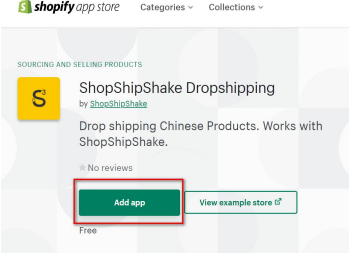 shopify app store Categories Collections
SOURCING AND SELLING PRODUCTS
S3
ShopShipShake Dropshipping
by ShopShipShake
Drop shipping Chinese Products. Works with
ShopShipShake.
No reviews
Add app View example store
Free